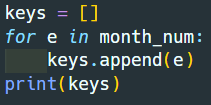 keys = []
for e in month_num:
    keys.append(e)
print(keys)